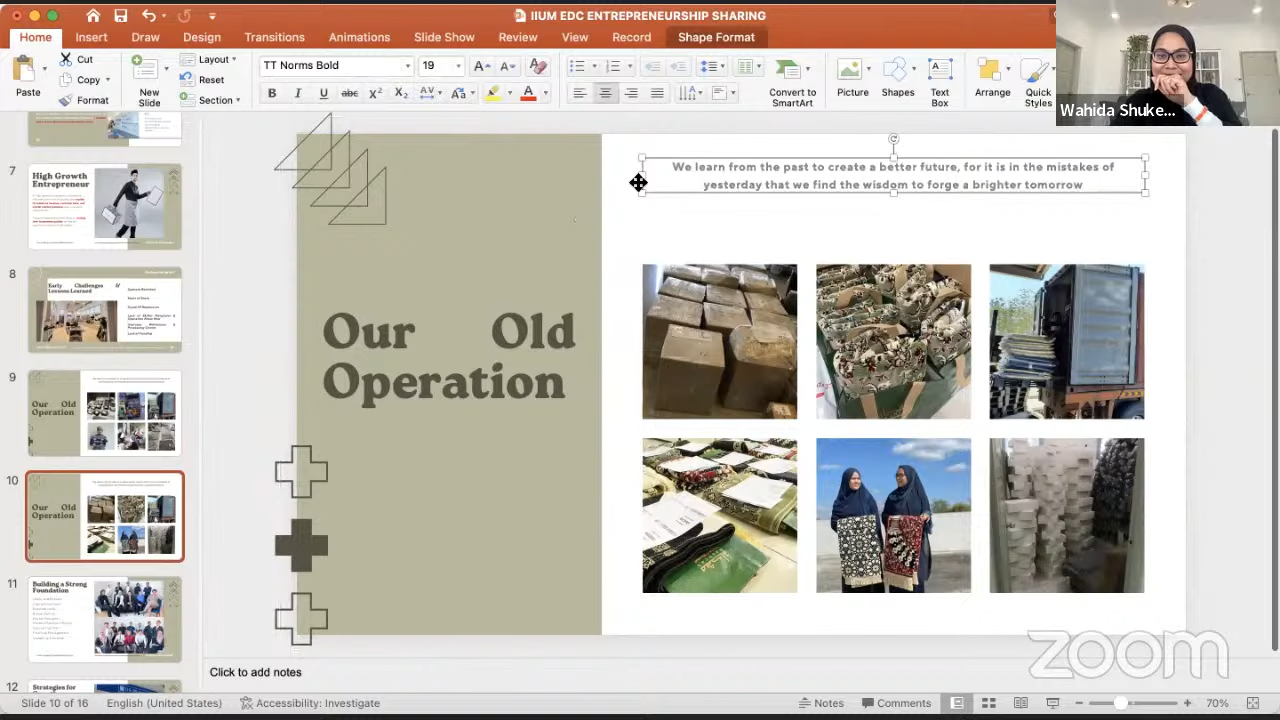 IIUM EDC ENTREPRENEURSHIP SHARING
Home Insert Draw Design Transitions Animations Slide Show Review View Record Shape Format
Paste
Cut
Copy
Format
New
Slide
Layout
Reset
Section
TT Norms Bold 19
Convert to
SmartArt
Picture
Shapes
Text
Box
Arrange
Quick
Styles
Wahida Shuke...
7
High Growth
Entrepreneur
8
Early Challenges &
Lessons Learned
9
Our Old
Operation
10
Our Old
Operation
11
Building a Strong
Foundation
12
Strategies for
We learn from the past to create a better future, for it is in the mistakes of
yesterday that we find the wisdom to forge a brighter tomorrow
Our Old
Operation
zoom
Click to add notes
Slide 10 of 16 English (United States) Accessibility: Investigate Notes Comments 70%